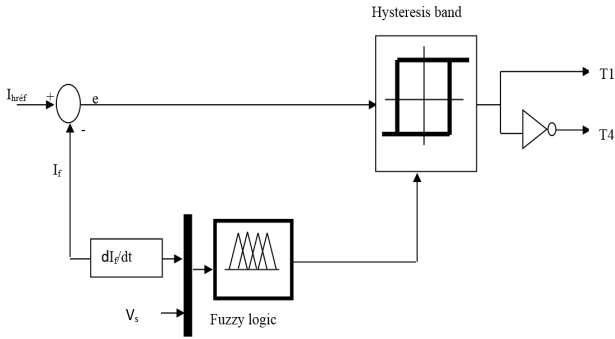 Hysteresis band
Ihréf
+
e
-
If
T1
T4
dIf/dt
Vs
Fuzzy logic